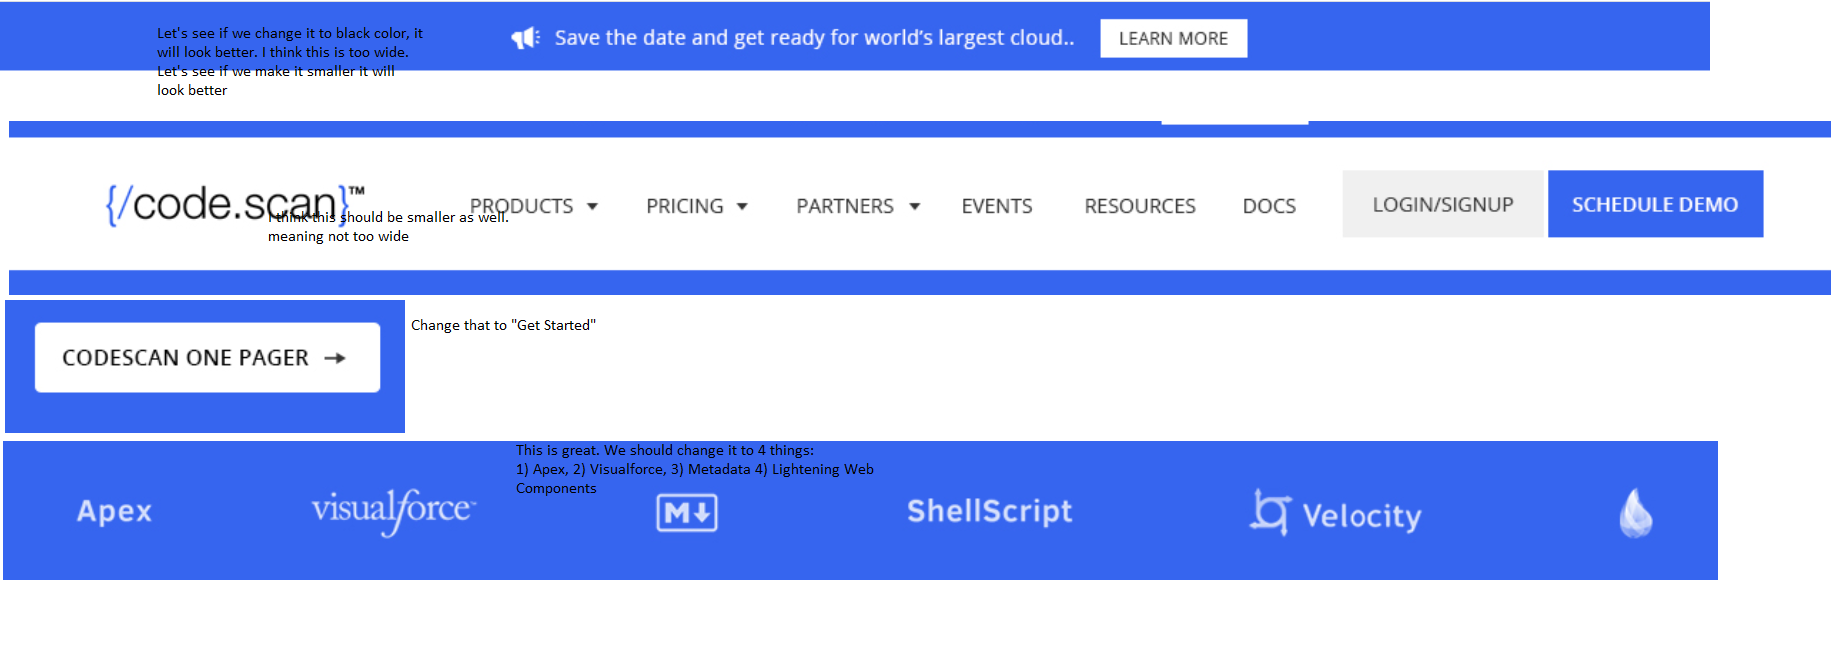 Let's see if we change it to black color, it
will look better. I think this is too wide.
Let's see if we make it smaller it will
look better
Save the date and get ready for world's largest cloud..
LEARN MORE
{/code.scan}™
PRODUCTS
PRICING
PARTNERS
EVENTS
RESOURCES
DOCS
LOGIN/SIGNUP
SCHEDULE DEMO
I think this should be smaller as well.
meaning not too wide
CODESCAN ONE PAGER →
Change that to "Get Started"
This is great. We should change it to 4 things:
1) Apex, 2) Visualforce, 3) Metadata 4) Lightening Web
Components
Apex
visualforce™
M↓
ShellScript
Velocity